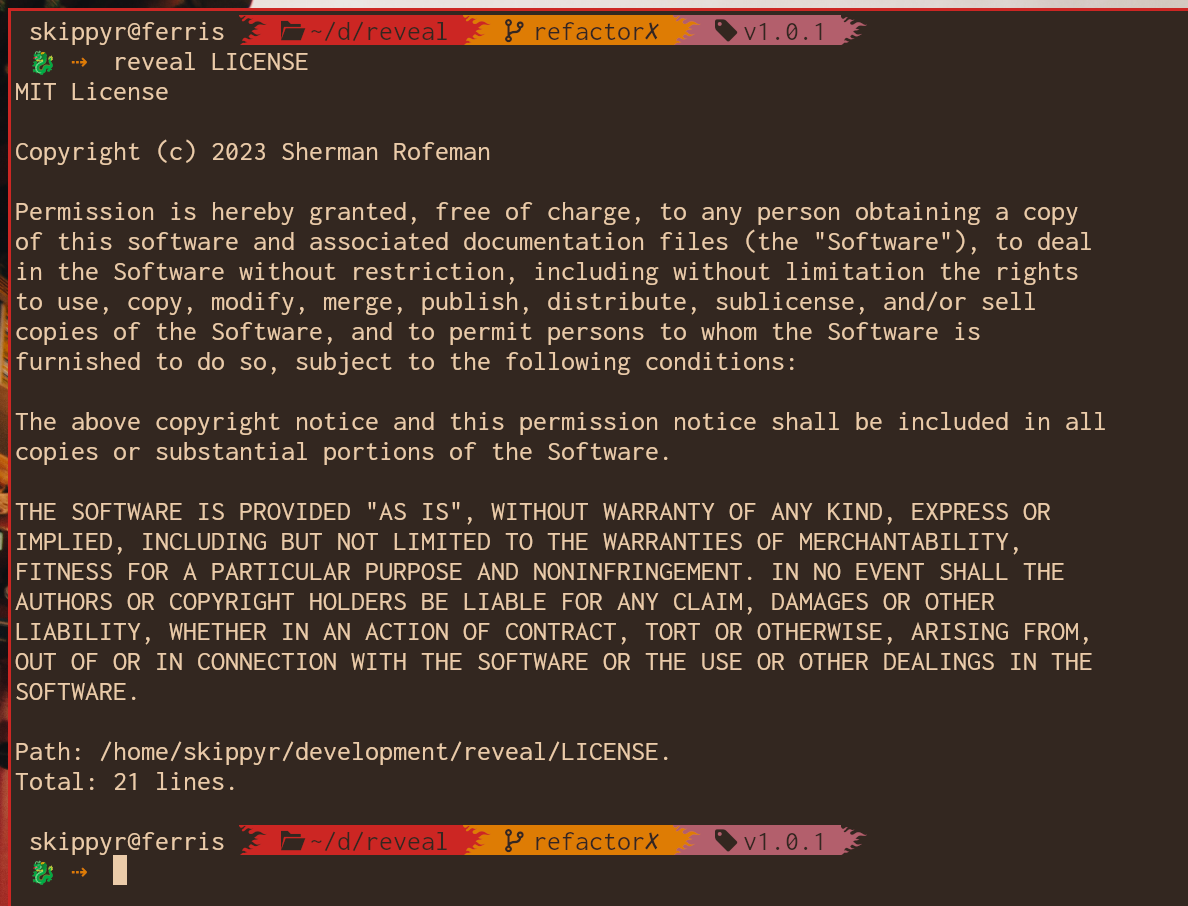 skippyr@ferris ~/d/reveal refactor✗ v1.0.1
🐉 ⇢ reveal LICENSE
MIT License
Copyright (c) 2023 Sherman Rofeman
Permission is hereby granted, free of charge, to any person obtaining a copy
of this software and associated documentation files (the "Software"), to deal
in the Software without restriction, including without limitation the rights
to use, copy, modify, merge, publish, distribute, sublicense, and/or sell
copies of the Software, and to permit persons to whom the Software is
furnished to do so, subject to the following conditions:
The above copyright notice and this permission notice shall be included in all
copies or substantial portions of the Software.
THE SOFTWARE IS PROVIDED "AS IS", WITHOUT WARRANTY OF ANY KIND, EXPRESS OR
IMPLIED, INCLUDING BUT NOT LIMITED TO THE WARRANTIES OF MERCHANTABILITY,
FITNESS FOR A PARTICULAR PURPOSE AND NONINFRINGEMENT. IN NO EVENT SHALL THE
AUTHORS OR COPYRIGHT HOLDERS BE LIABLE FOR ANY CLAIM, DAMAGES OR OTHER
LIABILITY, WHETHER IN AN ACTION OF CONTRACT, TORT OR OTHERWISE, ARISING FROM,
OUT OF OR IN CONNECTION WITH THE SOFTWARE OR THE USE OR OTHER DEALINGS IN THE
SOFTWARE.
Path: /home/skippyr/development/reveal/LICENSE.
Total: 21 lines.
skippyr@ferris ~/d/reveal refactor✗ v1.0.1
🐉 ⇢